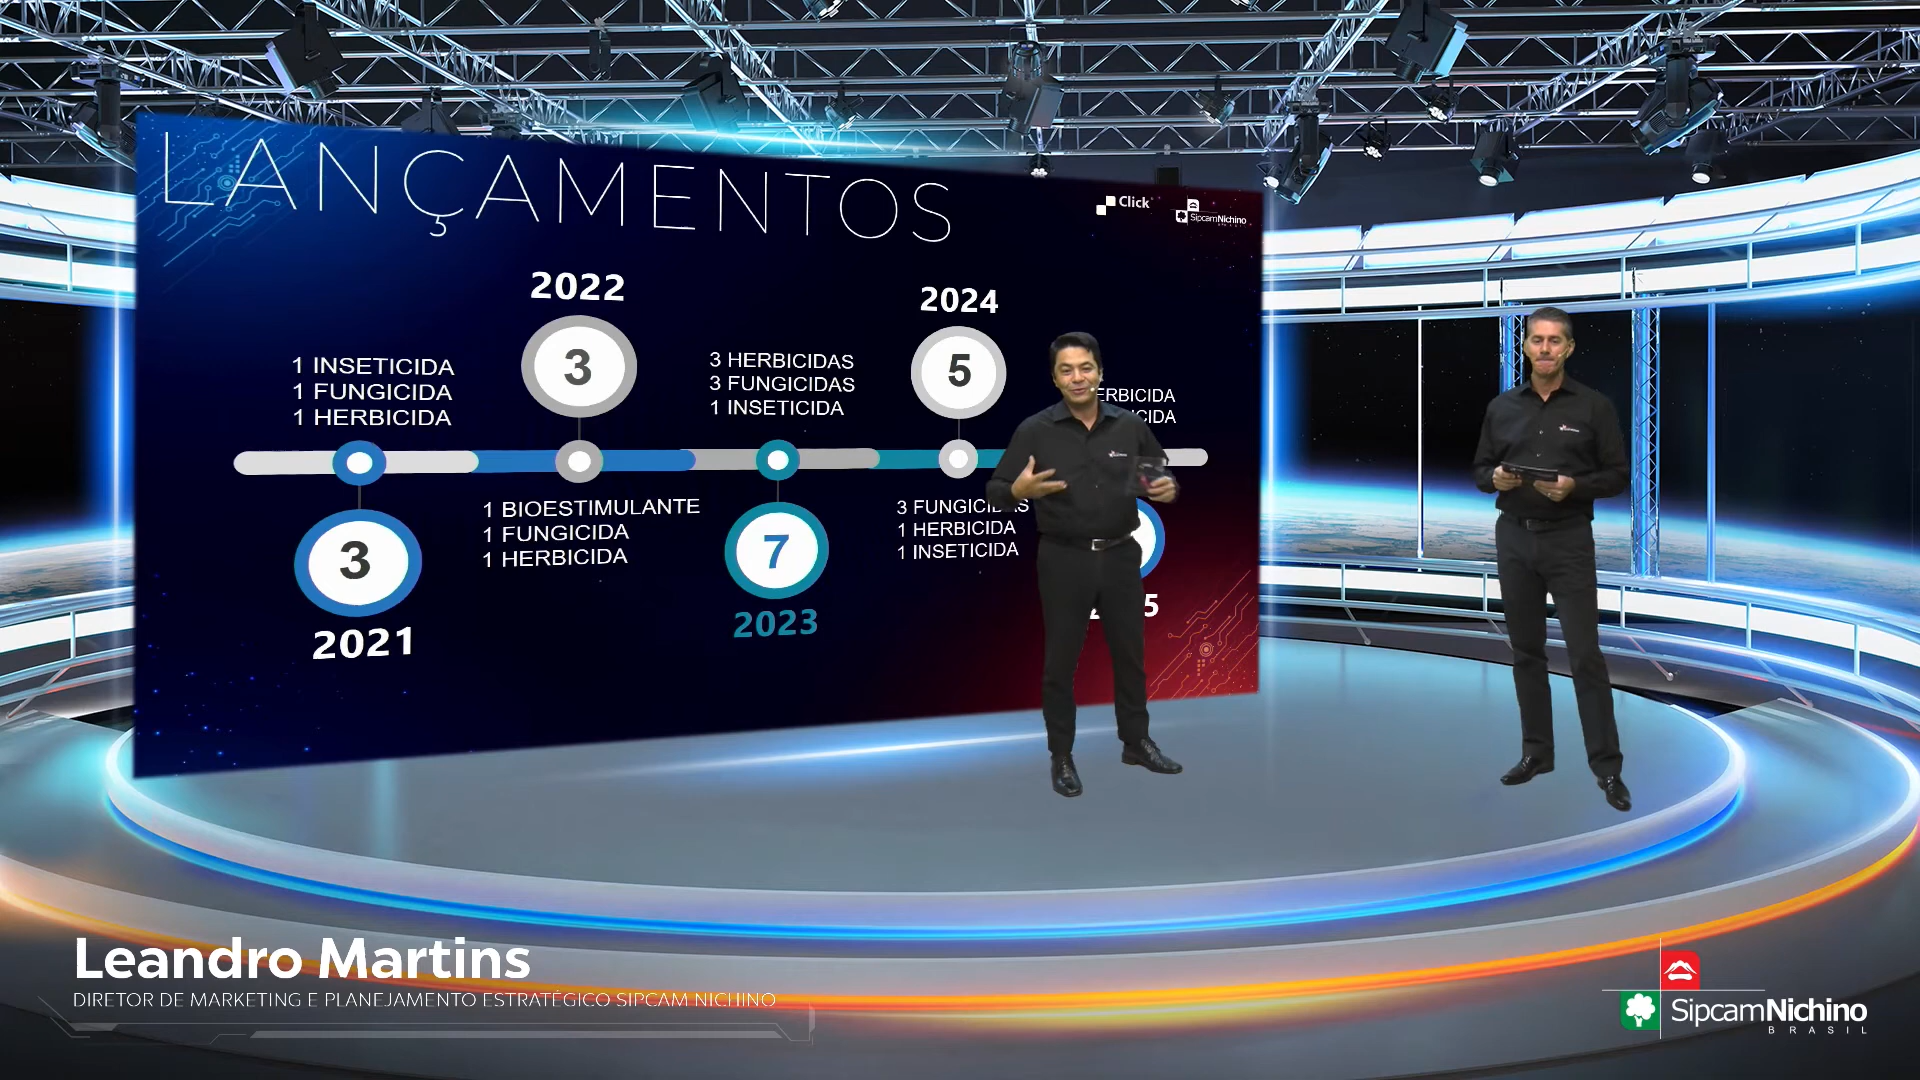 LANÇAMENTOS
Click
SipcamNichino
2022
2024
1 INSETICIDA
1 FUNGICIDA
1 HERBICIDA
3
3 HERBICIDAS
3 FUNGICIDAS
1 INSETICIDA
5
3
2021
1 BIOESTIMULANTE
1 FUNGICIDA
1 HERBICIDA
7
2023
3 FUNGICIDAS
1 HERBICIDA
1 INSETICIDA
Leandro Martins
DIRETOR DE MARKETING E PLANEJAMENTO ESTRATÉGICO SIPCAM NICHINO
SipcamNichino
BRASIL